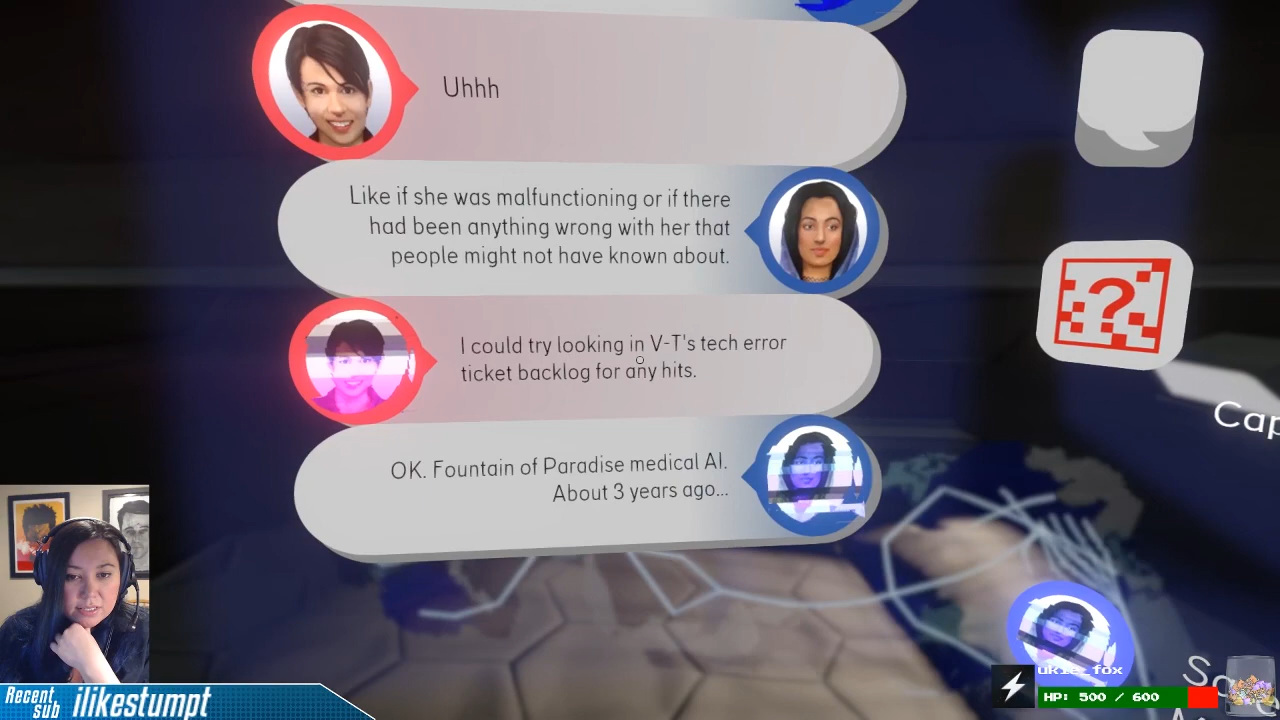 Uhhh
Like if she was malfunctioning or if there
had been anything wrong with her that
people might not have known about.
I could try looking in V-T's tech error
ticket backlog for any hits.
OK. Fountain of Paradise medical AI.
About 3 years ago...
?
Cap
ukie_fox
HP: 500 / 600
Recent
sub
ilikestumpt